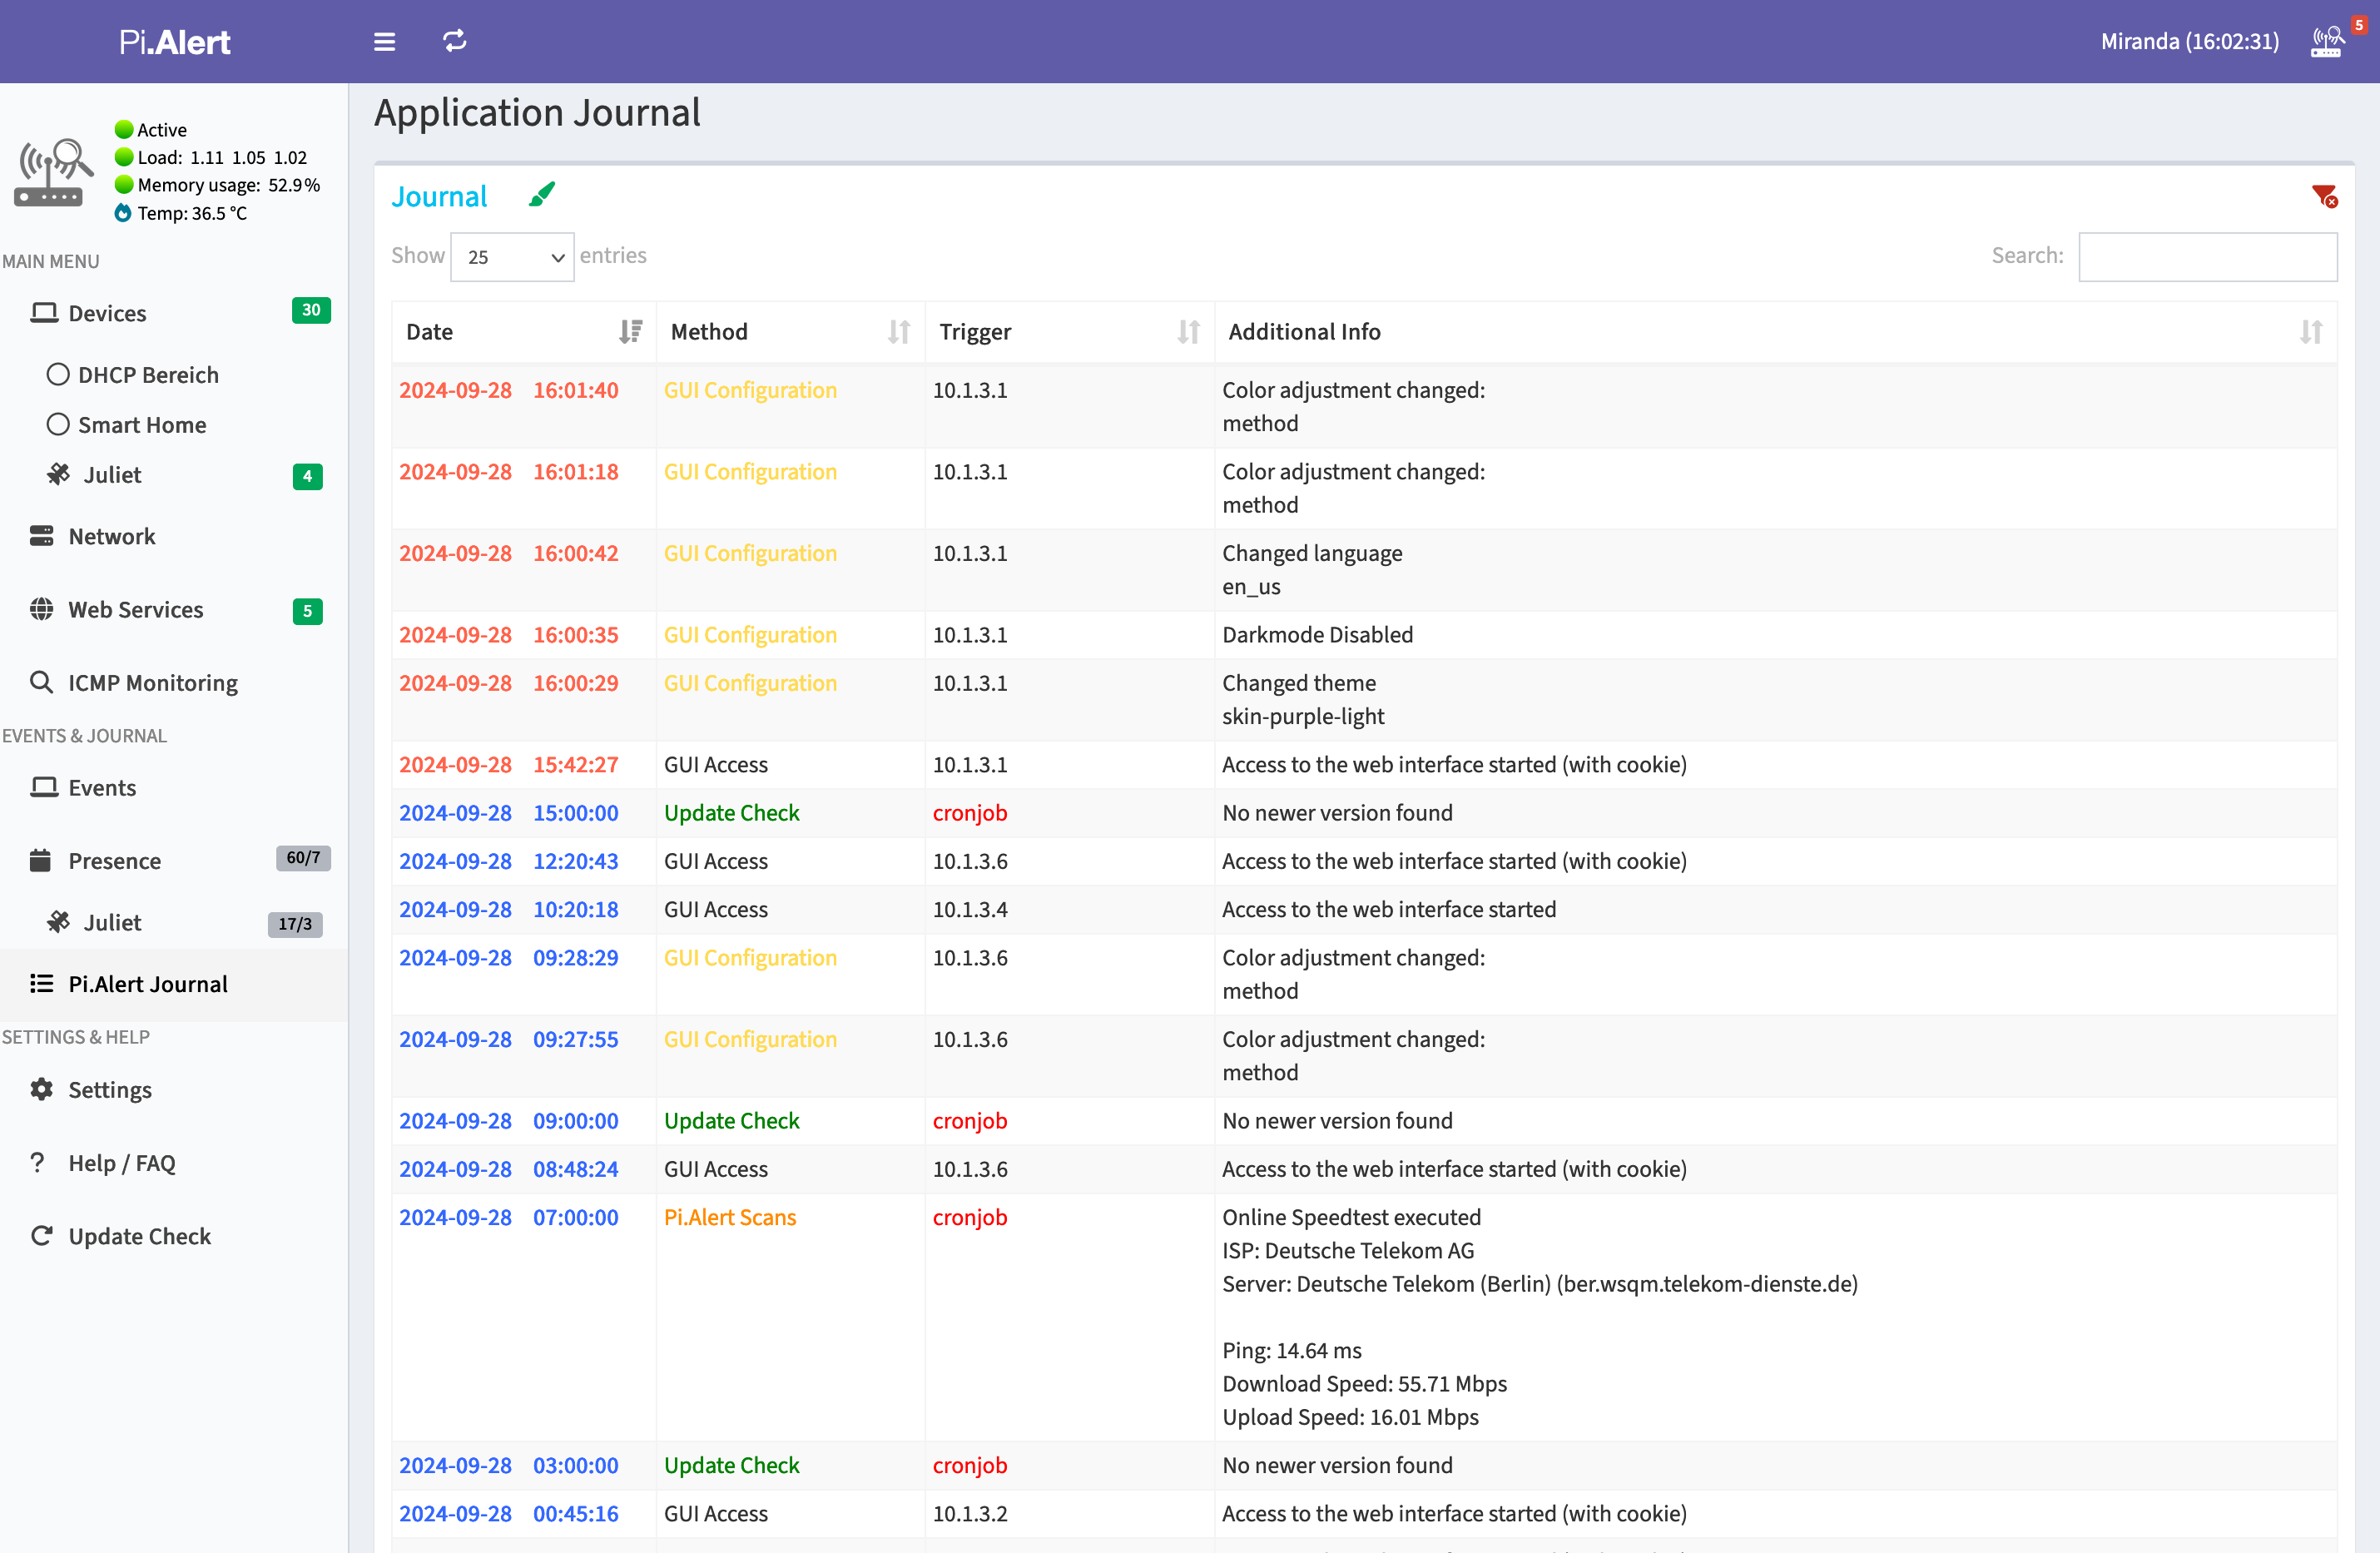 Pi.Alert
Miranda (16:02:31)
5
Active
Load: 1.11 1.05 1.02
Memory usage: 52.9%
Temp: 36.5 °C
MAIN MENU
Devices 30
DHCP Bereich
Smart Home
Juliet 4
Network
Web Services 5
ICMP Monitoring
EVENTS & JOURNAL
Events
Presence 60/7
Juliet 17/3
Pi.Alert Journal
SETTINGS & HELP
Settings
Help / FAQ
Update Check
Application Journal
Journal
Show 25 entries
Search:
Date Method Trigger Additional Info
2024-09-28 16:01:40 GUI Configuration 10.1.3.1 Color adjustment changed:
method
2024-09-28 16:01:18 GUI Configuration 10.1.3.1 Color adjustment changed:
method
2024-09-28 16:00:42 GUI Configuration 10.1.3.1 Changed language
en_us
2024-09-28 16:00:35 GUI Configuration 10.1.3.1 Darkmode Disabled
2024-09-28 16:00:29 GUI Configuration 10.1.3.1 Changed theme
skin-purple-light
2024-09-28 15:42:27 GUI Access 10.1.3.1 Access to the web interface started (with cookie)
2024-09-28 15:00:00 Update Check cronjob No newer version found
2024-09-28 12:20:43 GUI Access 10.1.3.6 Access to the web interface started (with cookie)
2024-09-28 10:20:18 GUI Access 10.1.3.4 Access to the web interface started
2024-09-28 09:28:29 GUI Configuration 10.1.3.6 Color adjustment changed:
method
2024-09-28 09:27:55 GUI Configuration 10.1.3.6 Color adjustment changed:
method
2024-09-28 09:00:00 Update Check cronjob No newer version found
2024-09-28 08:48:24 GUI Access 10.1.3.6 Access to the web interface started (with cookie)
2024-09-28 07:00:00 Pi.Alert Scans cronjob Online Speedtest executed
ISP: Deutsche Telekom AG
Server: Deutsche Telekom (Berlin) (ber.wsqm.telekom-dienste.de)
Ping: 14.64 ms
Download Speed: 55.71 Mbps
Upload Speed: 16.01 Mbps
2024-09-28 03:00:00 Update Check cronjob No newer version found
2024-09-28 00:45:16 GUI Access 10.1.3.2 Access to the web interface started (with cookie)